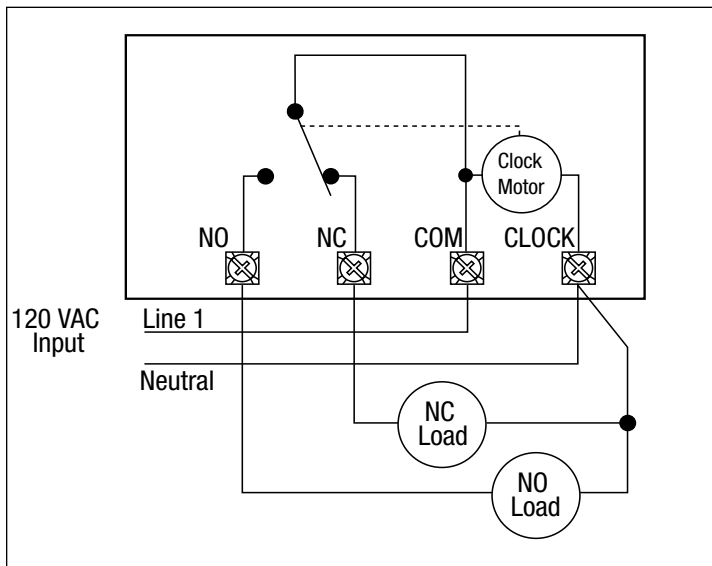 Clock
Motor
NO
NC
COM
CLOCK
120 VAC
Input
Line 1
Neutral
NC
Load
NO
Load